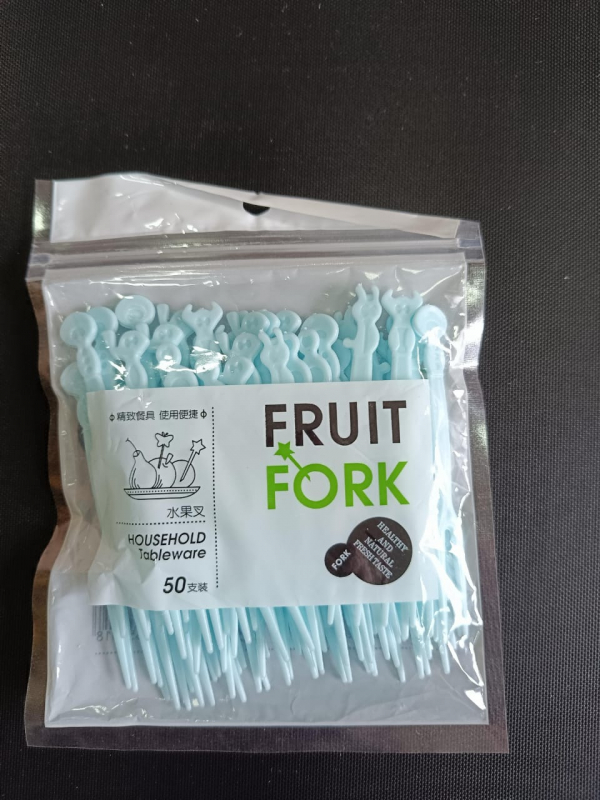 精致餐具 使用便捷
水果叉
HOUSEHOLD
Tableware
50支装
FRUIT
FORK
FORK
HEALTHY
AND
NATURAL
FRESH TASTE